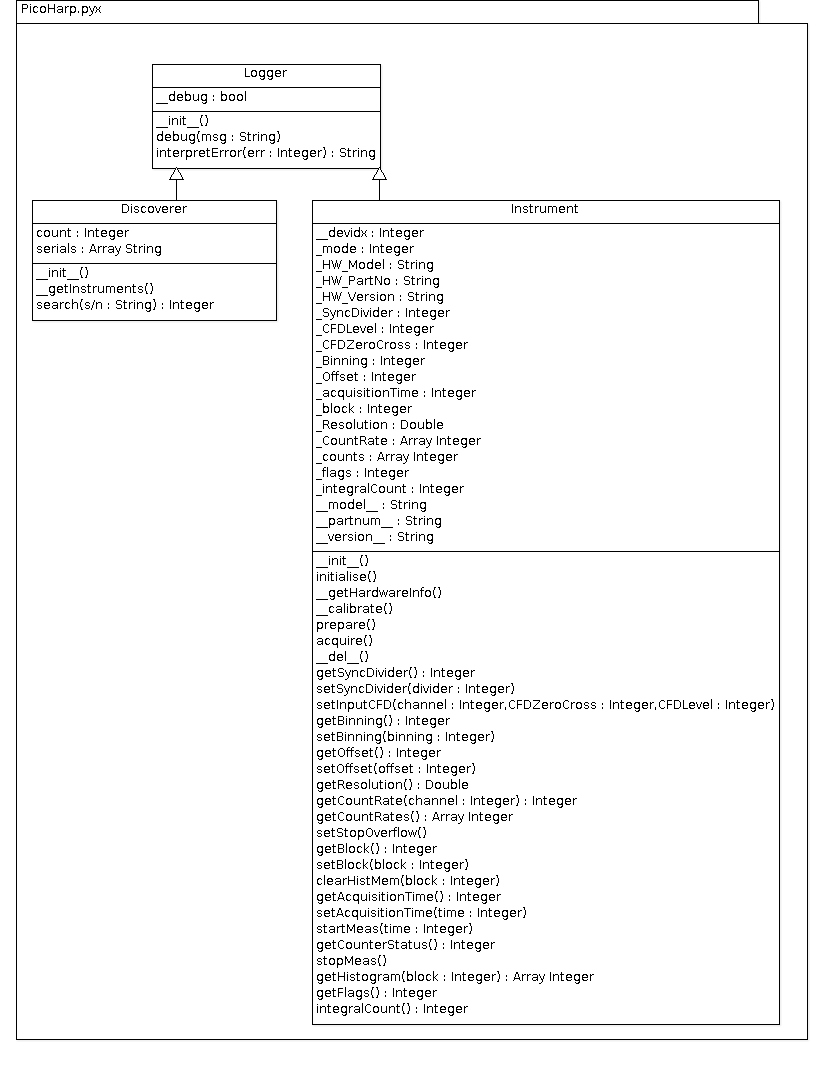 PicoHarp.pyx
Logger
__debug : bool
__init__()
debug(msg : String)
interpretError(err : Integer) : String
Discoverer
count : Integer
serials : Array String
__init__()
__getInstruments()
search(s/n : String) : Integer
Instrument
__devidx : Integer
_mode : Integer
_HW_Model : String
_HW_PartNo : String
_HW_Version : String
_SyncDivider : Integer
_CFDLevel : Integer
_CFDZeroCross : Integer
_Binning : Integer
_Offset : Integer
_acquisitionTime : Integer
_block : Integer
_Resolution : Double
_CountRate : Array Integer
_counts : Array Integer
_flags : Integer
_integralCount : Integer
__model__ : String
__partnum__ : String
__version__ : String
__init__()
initialise()
__getHardwareInfo()
__calibrate()
prepare()
acquire()
__del__()
getSyncDivider() : Integer
setSyncDivider(divider : Integer)
setInputCFD(channel : Integer,CFDZeroCross : Integer,CFDLevel : Integer)
getBinning() : Integer
setBinning(binning : Integer)
getOffset() : Integer
setOffset(offset : Integer)
getResolution() : Double
getCountRate(channel : Integer) : Integer
getCountRates() : Array Integer
setStopOverflow()
getBlock() : Integer
setBlock(block : Integer)
clearHistMem(block : Integer)
getAcquisitionTime() : Integer
setAcquisitionTime(time : Integer)
startMeas(time : Integer)
getCounterStatus() : Integer
stopMeas()
getHistogram(block : Integer) : Array Integer
getFlags() : Integer
integralCount() : Integer